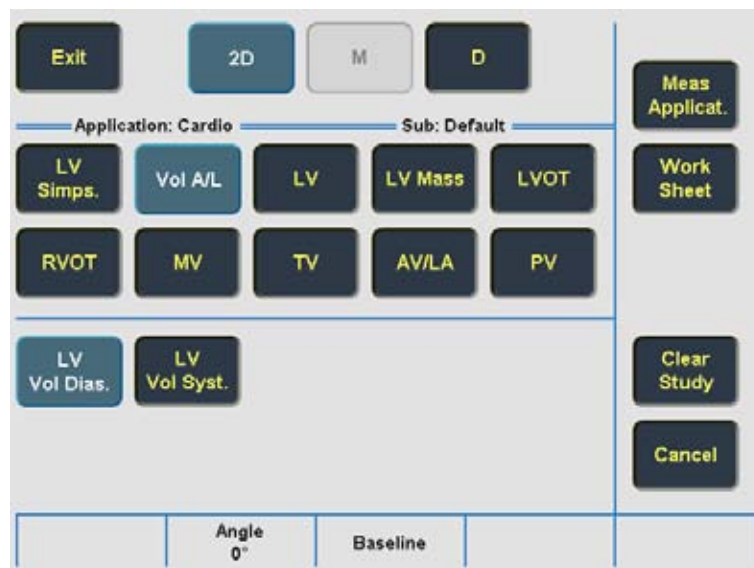 Exit
2D
M
D
Meas
Applicat.
Application: Cardio
Sub: Default
LV
Simps.
Vol A/L
LV
LV Mass
LVOT
Work
Sheet
RVOT
MV
TV
AV/LA
PV
LV
Vol Dias.
LV
Vol Syst.
Clear
Study
Cancel
Angle
0°
Baseline